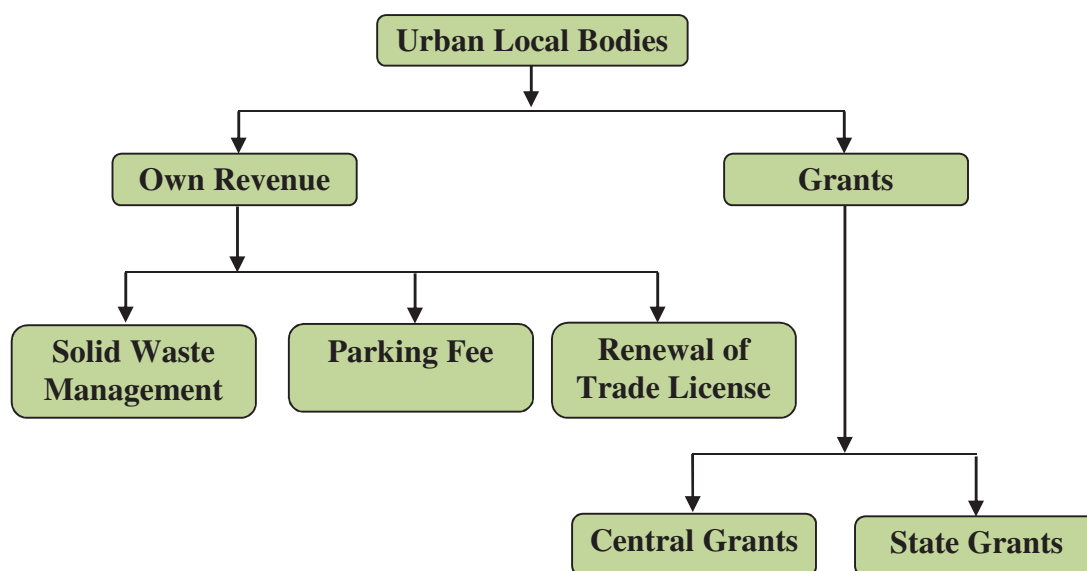 Urban Local Bodies
Own Revenue
Grants
Solid Waste
Management
Parking Fee
Renewal of
Trade License
Central Grants
State Grants